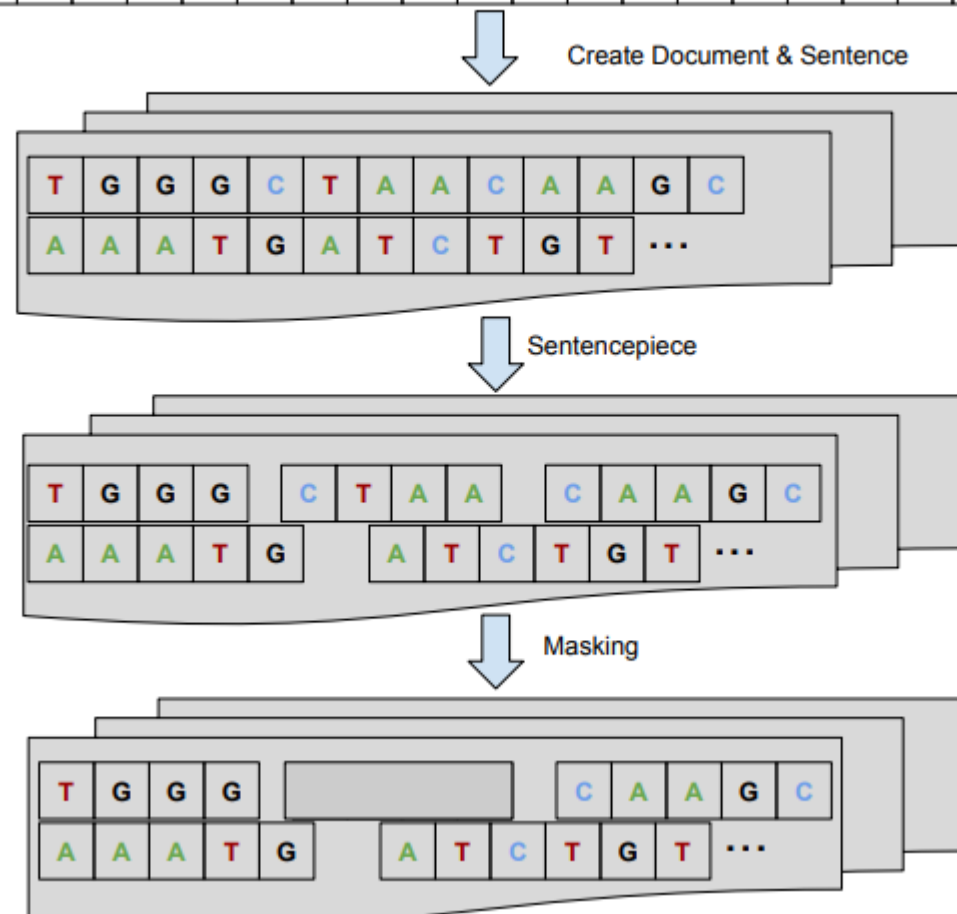 Create Document & Sentence
T G G G C T A A C A A G C
A A A T G A T C T G T ...
Sentencepiece
T G G G C T A A C A A G C
A A A T G A T C T G T ...
Masking
T G G G C A A G C
A A A T G A T C T G T ...